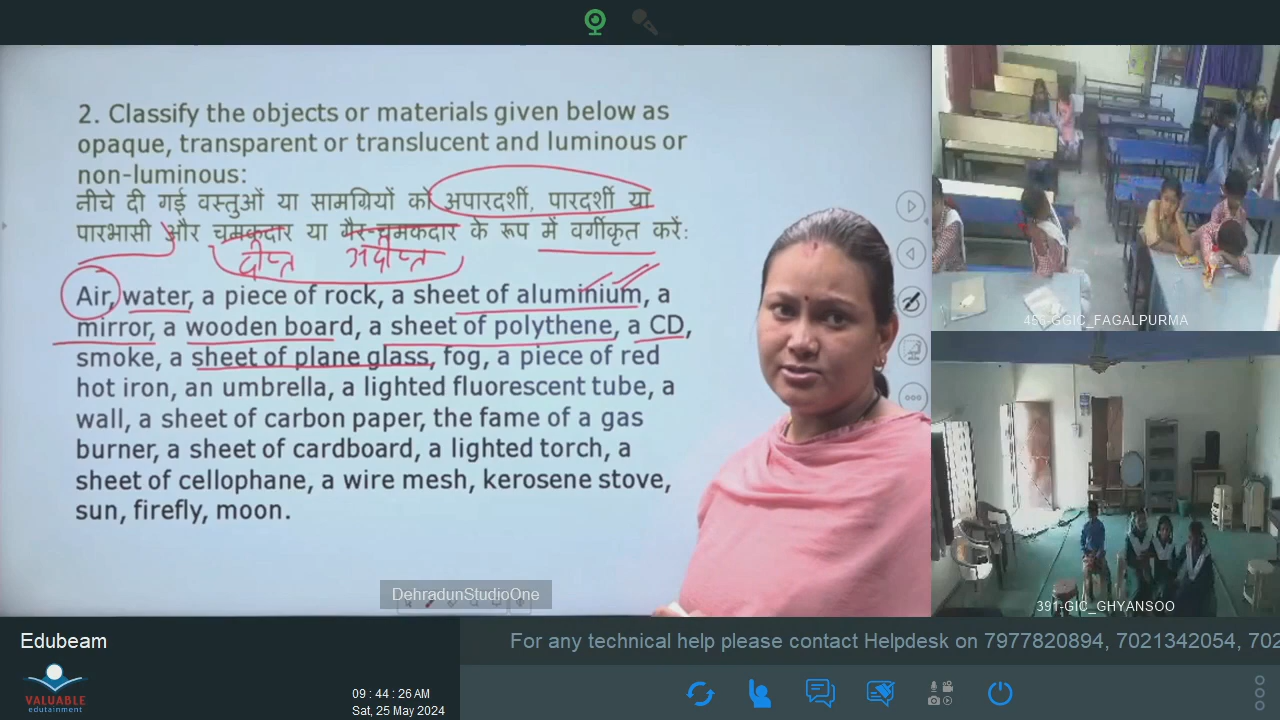 2. Classify the objects or materials given below as
opaque, transparent or translucent and luminous or
non-luminous:
नीचे दी गई वस्तुओं या सामग्रियों को अपारदर्शी, पारदर्शी या
पारभासी और चमकदार या गैर-चमकदार के रूप में वर्गीकृत करें:
दीप्त अदीप्त
Air, water, a piece of rock, a sheet of aluminium, a
mirror, a wooden board, a sheet of polythene, a CD,
smoke, a sheet of plane glass, fog, a piece of red
hot iron, an umbrella, a lighted fluorescent tube, a
wall, a sheet of carbon paper, the fame of a gas
burner, a sheet of cardboard, a lighted torch, a
sheet of cellophane, a wire mesh, kerosene stove,
sun, firefly, moon.
DehradunStudioOne
GGIC_FAGALPURMA
391-GIC_GHYANSOO
Edubeam
For any technical help please contact Helpdesk on 7977820894, 7021342054, 702
VALUABLE
edutainment
09 : 44 : 26 AM
Sat, 25 May 2024